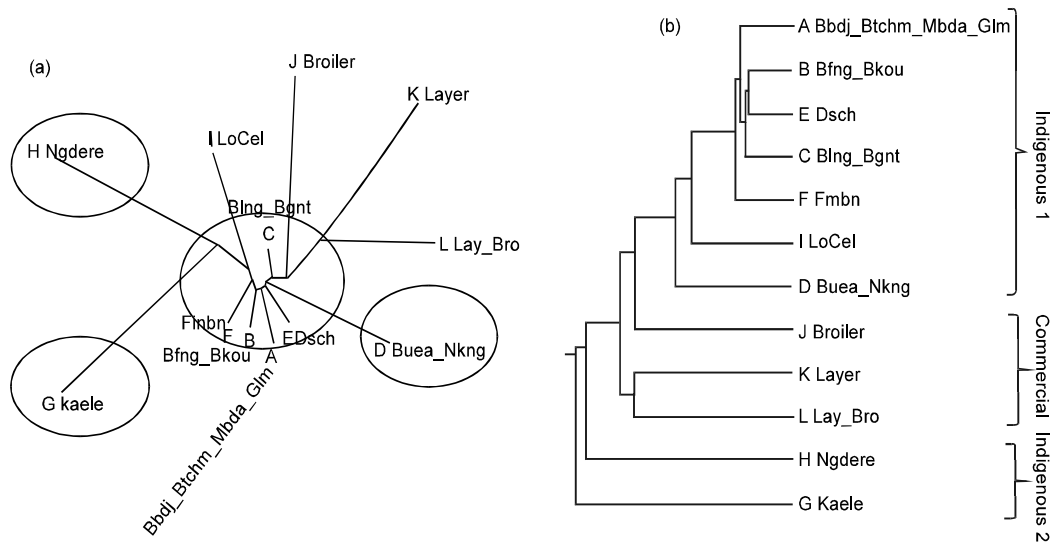 (a)
J Broiler
K Layer
H Ngdere
I LoCel
Blng_Bgnt
C
L Lay_Bro
Finbn
F
B
EDsch
Bfng_Bkou
A
D Buea_Nkng
G kaele
Bbdj_Btchm_Mbda_Glm
(b)
A Bbdj_Btchm_Mbda_Glm
B Bfng_Bkou
E Dsch
C Blng_Bgnt
F Fmbn
I LoCel
D Buea_Nkng
J Broiler
K Layer
L Lay_Bro
H Ngdere
G Kaele
Indigenous 1
Commercial
Indigenous 2